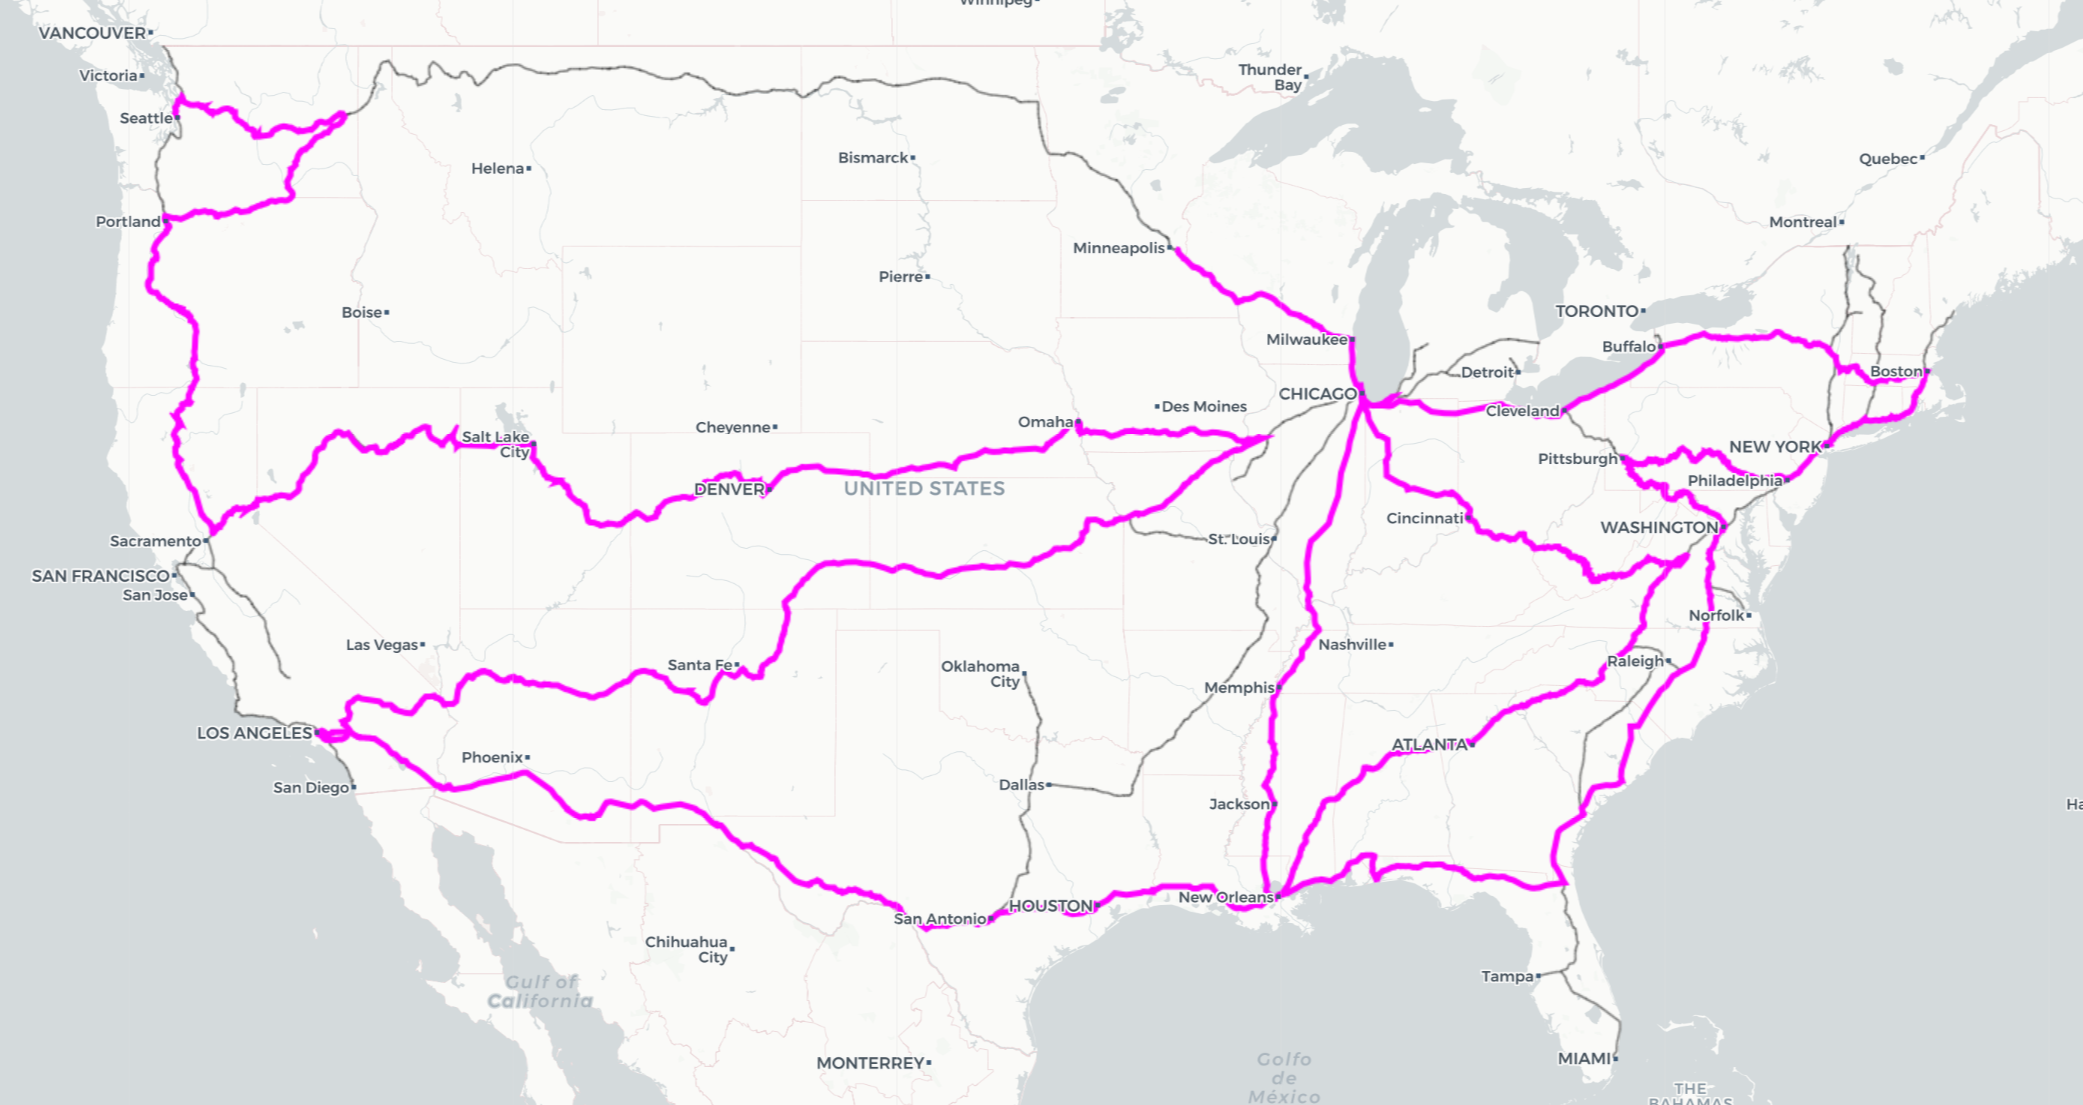 Winnipeg
VANCOUVER
Victoria
Thunder
Bay
Seattle
Bismarck
Quebec
Helena
Portland
Montreal
Minneapolis
Pierre
TORONTO
Boise
Milwaukee
Buffalo
Detroit
Boston
CHICAGO
Des Moines
Cleveland
Omaha
Cheyenne
Salt Lake
City
NEW YORK
Pittsburgh
Philadelphia
DENVER
UNITED STATES
Cincinnati
WASHINGTON
Sacramento
St. Louis
SAN FRANCISCO
San Jose
Norfolk
Las Vegas
Nashville
Santa Fe
Oklahoma
City
Raleigh
Memphis
LOS ANGELES
ATLANTA
Phoenix
San Diego
Dallas
Jackson
Ha
New Orleans
HOUSTON
San Antonio
Chihuahua
City
Tampa
Gulf of
California
MONTERREY
MIAMI
Golfo
de
México
THE
BAHAMAS